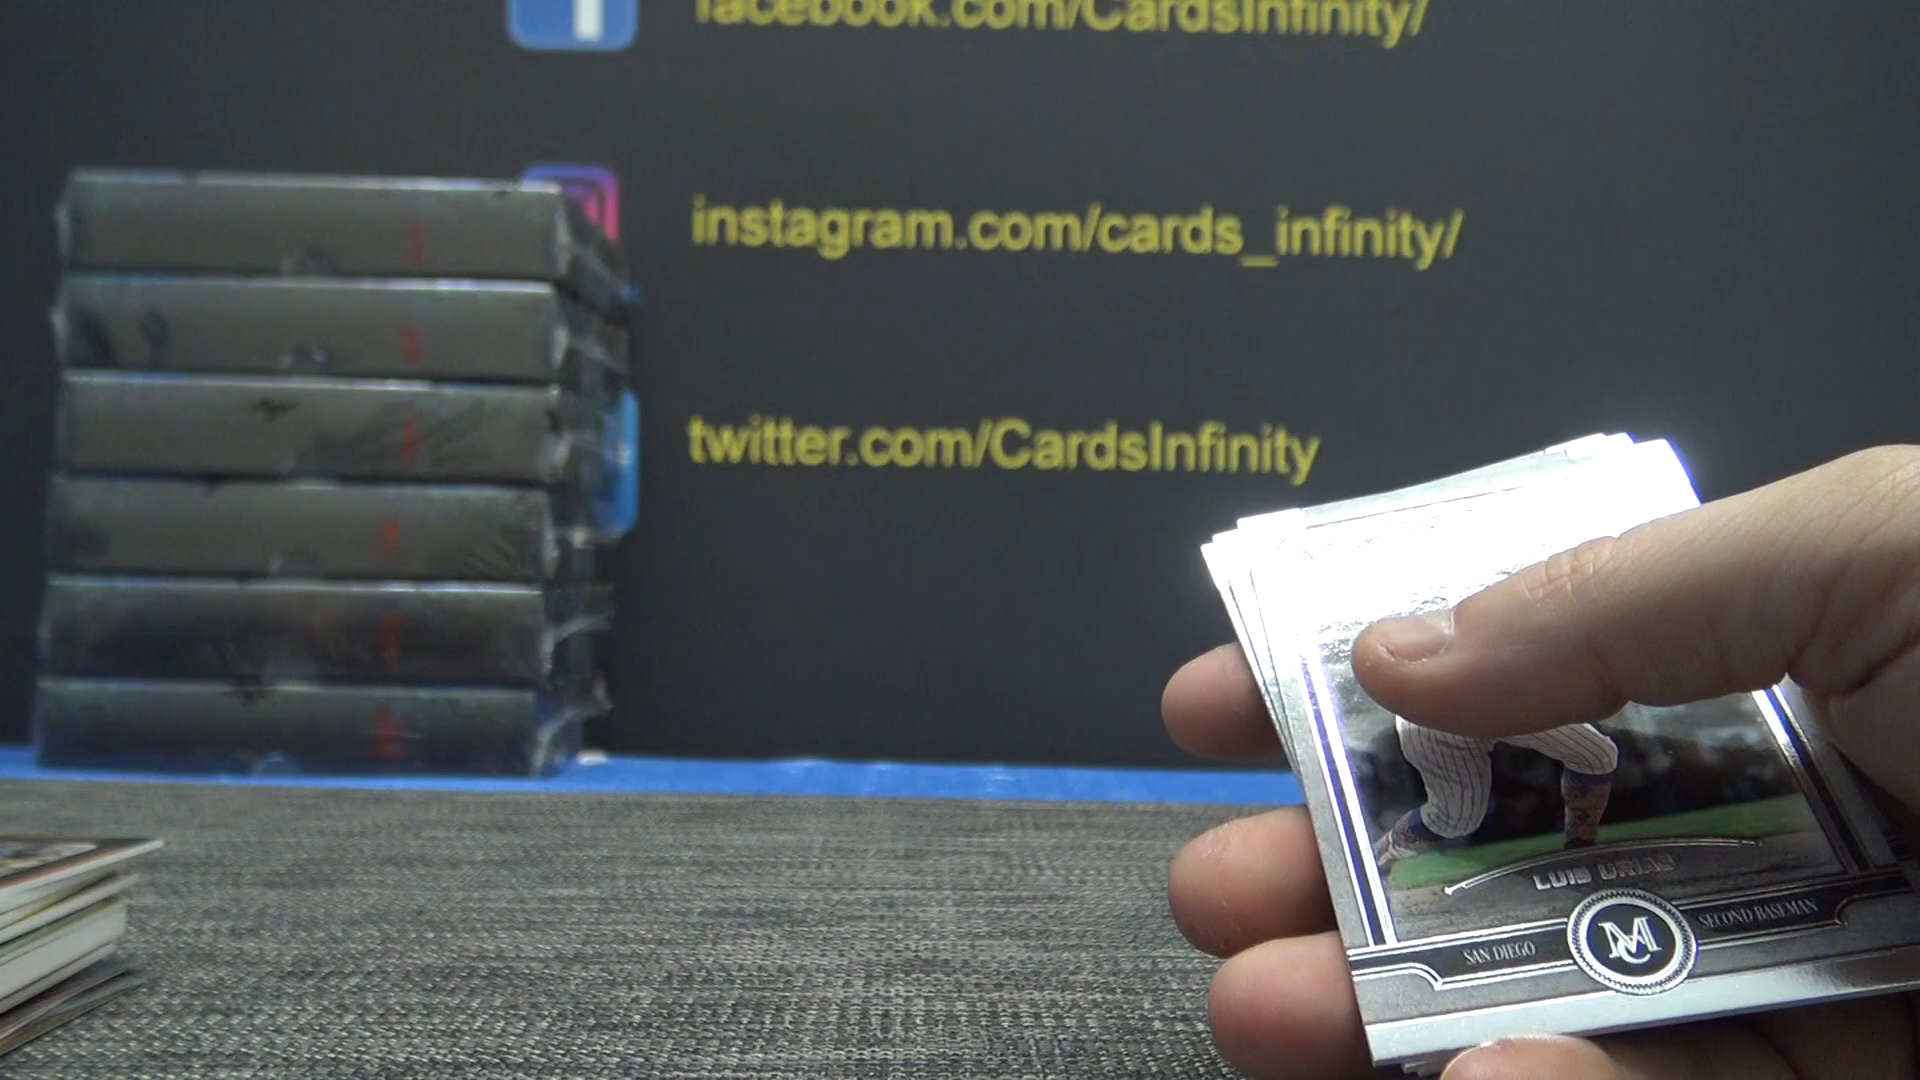 facebook.com/CardsInfinity/
instagram.com/cards_infinity/
twitter.com/CardsInfinity
LUIS URIAS
SAN DIEGO
MC
SECOND BASEMAN